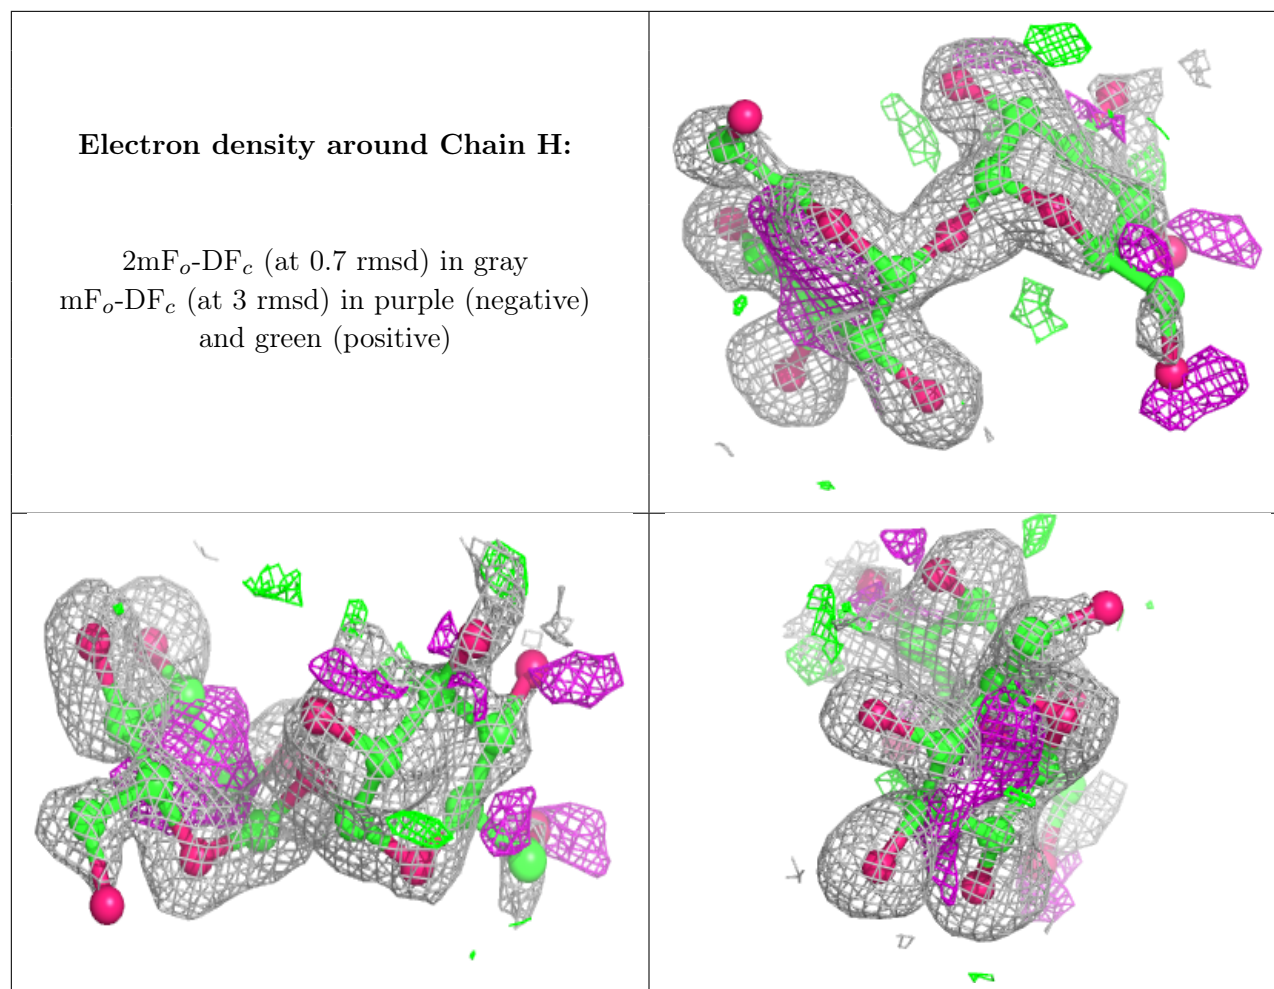 Electron density around Chain H:
2mFₒ-DF𝒸 (at 0.7 rmsd) in gray
mFₒ-DF𝒸 (at 3 rmsd) in purple (negative)
and green (positive)